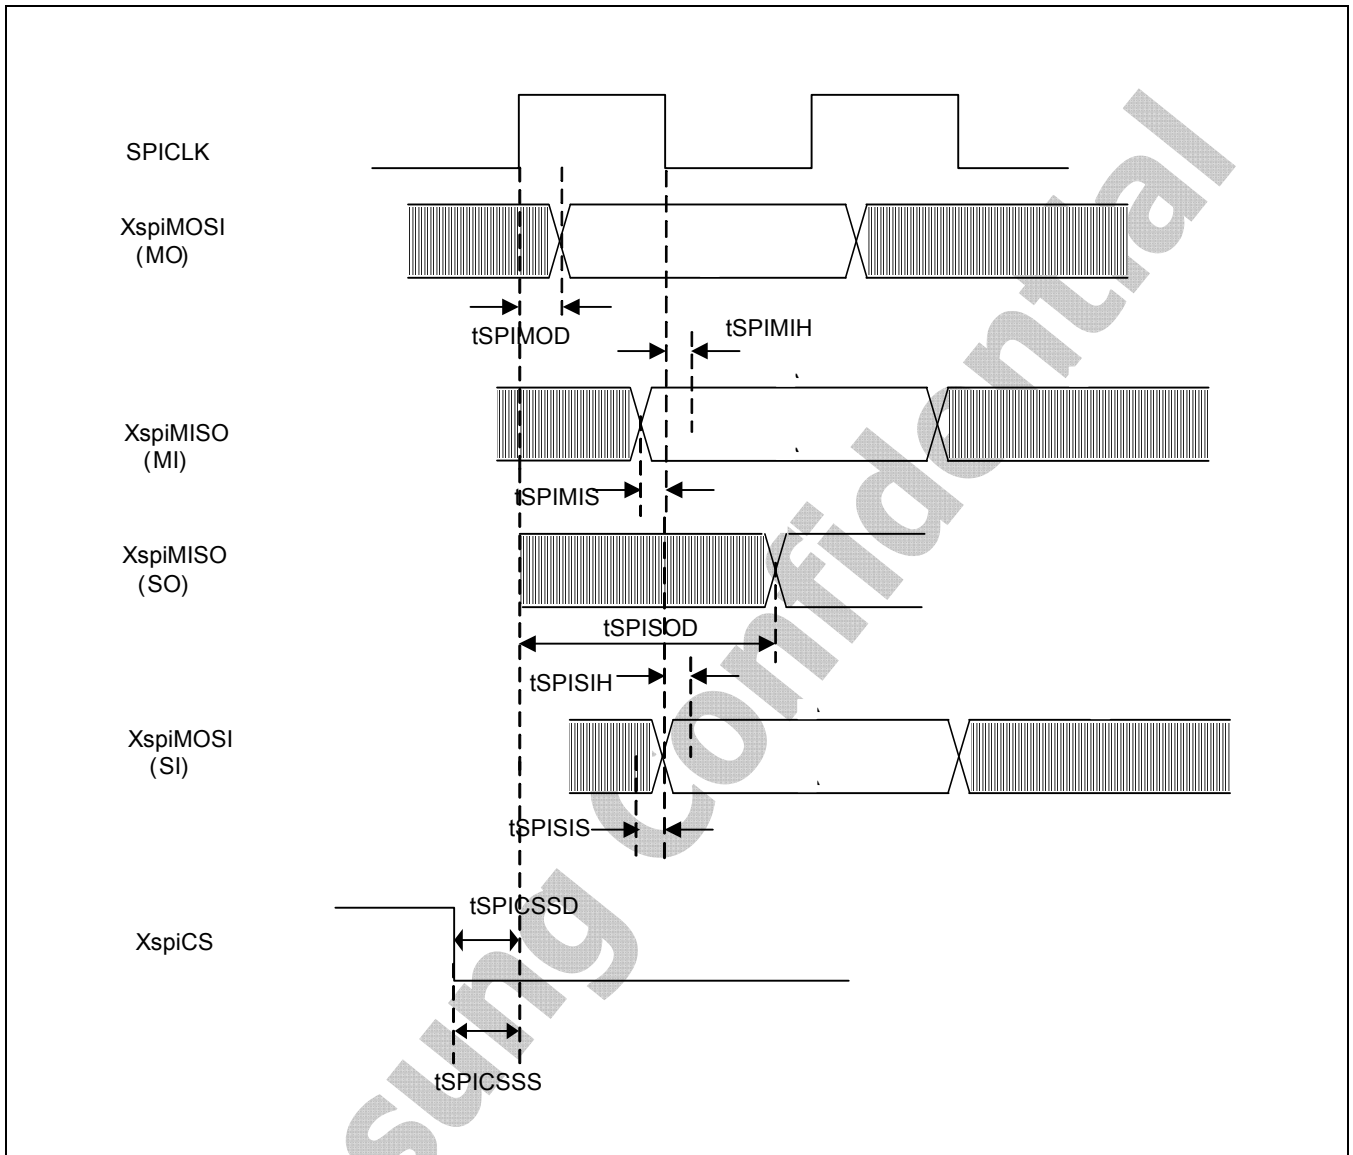 SPICLK
XspiMOSI
(MO)
tSPIMOD
tSPIMIH
XspiMISO
(MI)
tSPIMIS
XspiMISO
(SO)
tSPISOD
tSPISIH
XspiMOSI
(SI)
tSPISIS
tSPICSSD
XspiCS
tSPICSSS
sung Confidential